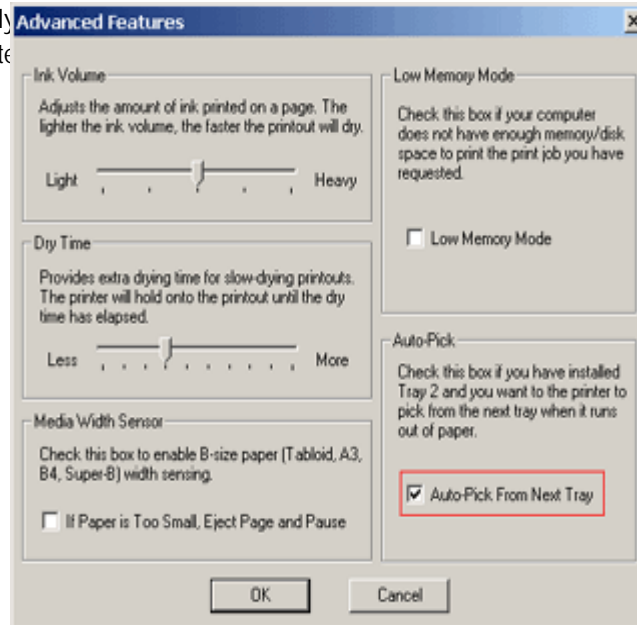 Advanced Features
Ink Volume
Adjusts the amount of ink printed on a page. The
lighter the ink volume, the faster the printout will dry.
Light
Heavy
Dry Time
Provides extra drying time for slow-drying printouts.
The printer will hold onto the printout until the dry
time has elapsed.
Less
More
Media Width Sensor
Check this box to enable B-size paper (Tabloid, A3,
B4, Super-B) width sensing.
If Paper is Too Small, Eject Page and Pause
Low Memory Mode
Check this box if your computer
does not have enough memory/disk
space to print the print job you have
requested.
Low Memory Mode
Auto-Pick
Check this box if you have installed
Tray 2 and you want to the printer to
pick from the next tray when it runs
out of paper.
Auto-Pick From Next Tray
OK
Cancel